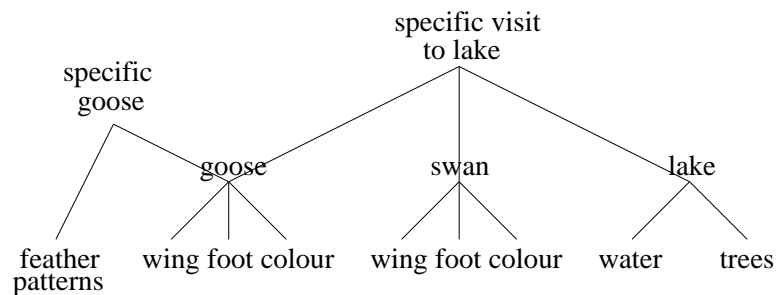 specific visit
to lake
specific
goose
goose
swan
lake
feather
patterns
wing foot colour
wing foot colour
water
trees